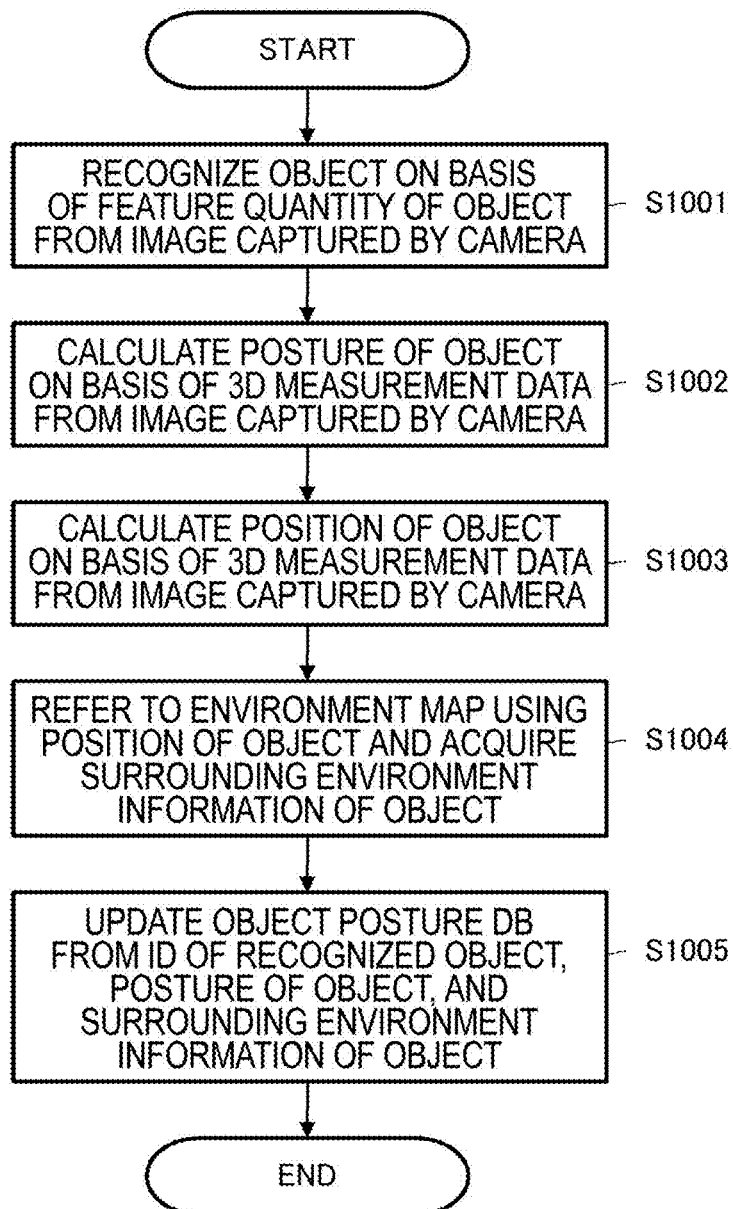 START
RECOGNIZE OBJECT ON BASIS
OF FEATURE QUANTITY OF OBJECT
FROM IMAGE CAPTURED BY CAMERA
S1001
CALCULATE POSTURE OF OBJECT
ON BASIS OF 3D MEASUREMENT DATA
FROM IMAGE CAPTURED BY CAMERA
S1002
CALCULATE POSITION OF OBJECT
ON BASIS OF 3D MEASUREMENT DATA
FROM IMAGE CAPTURED BY CAMERA
S1003
REFER TO ENVIRONMENT MAP USING
POSITION OF OBJECT AND ACQUIRE
SURROUNDING ENVIRONMENT
INFORMATION OF OBJECT
S1004
UPDATE OBJECT POSTURE DB
FROM ID OF RECOGNIZED OBJECT,
POSTURE OF OBJECT, AND
SURROUNDING ENVIRONMENT
INFORMATION OF OBJECT
S1005
END